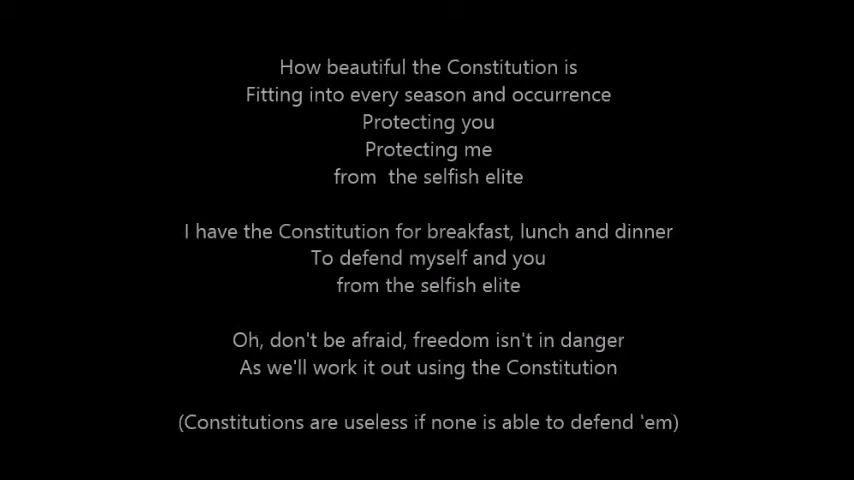 How beautiful the Constitution is
Fitting into every season and occurrence
Protecting you
Protecting me
from  the selfish elite
I have the Constitution for breakfast, lunch and dinner
To defend myself and you
from the selfish elite
Oh, don't be afraid, freedom isn't in danger
As we'll work it out using the Constitution
(Constitutions are useless if none is able to defend 'em)